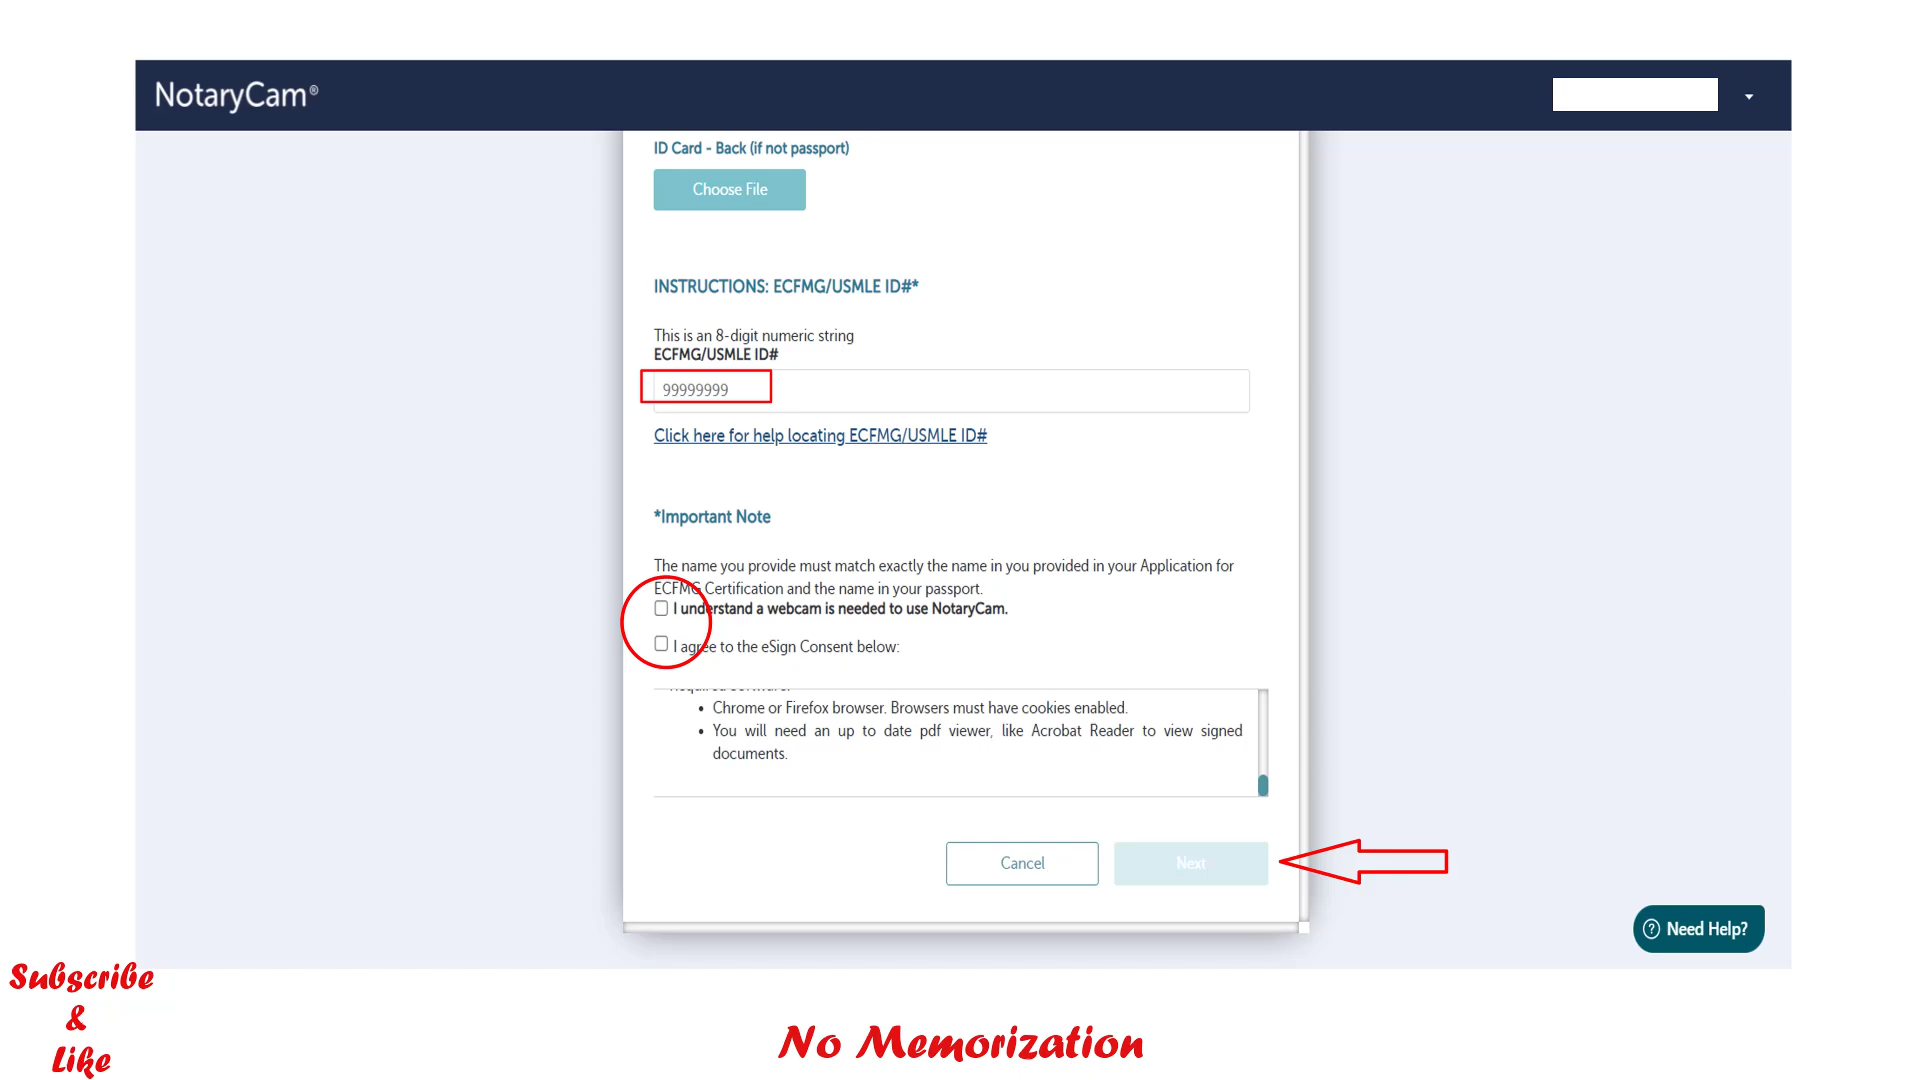 NotaryCam®
ID Card - Back (if not passport)
Choose File
INSTRUCTIONS: ECFMG/USMLE ID#*
This is an 8-digit numeric string
ECFMG/USMLE ID#
99999999
Click here for help locating ECFMG/USMLE ID#
*Important Note
The name you provide must match exactly the name in you provided in your Application for
ECFMG Certification and the name in your passport.
I understand a webcam is needed to use NotaryCam.
I agree to the eSign Consent below:
• Chrome or Firefox browser. Browsers must have cookies enabled.
• You will need an up to date pdf viewer, like Acrobat Reader to view signed
documents.
Cancel
Next
? Need Help?
Subscribe
&
Like
No Memorization